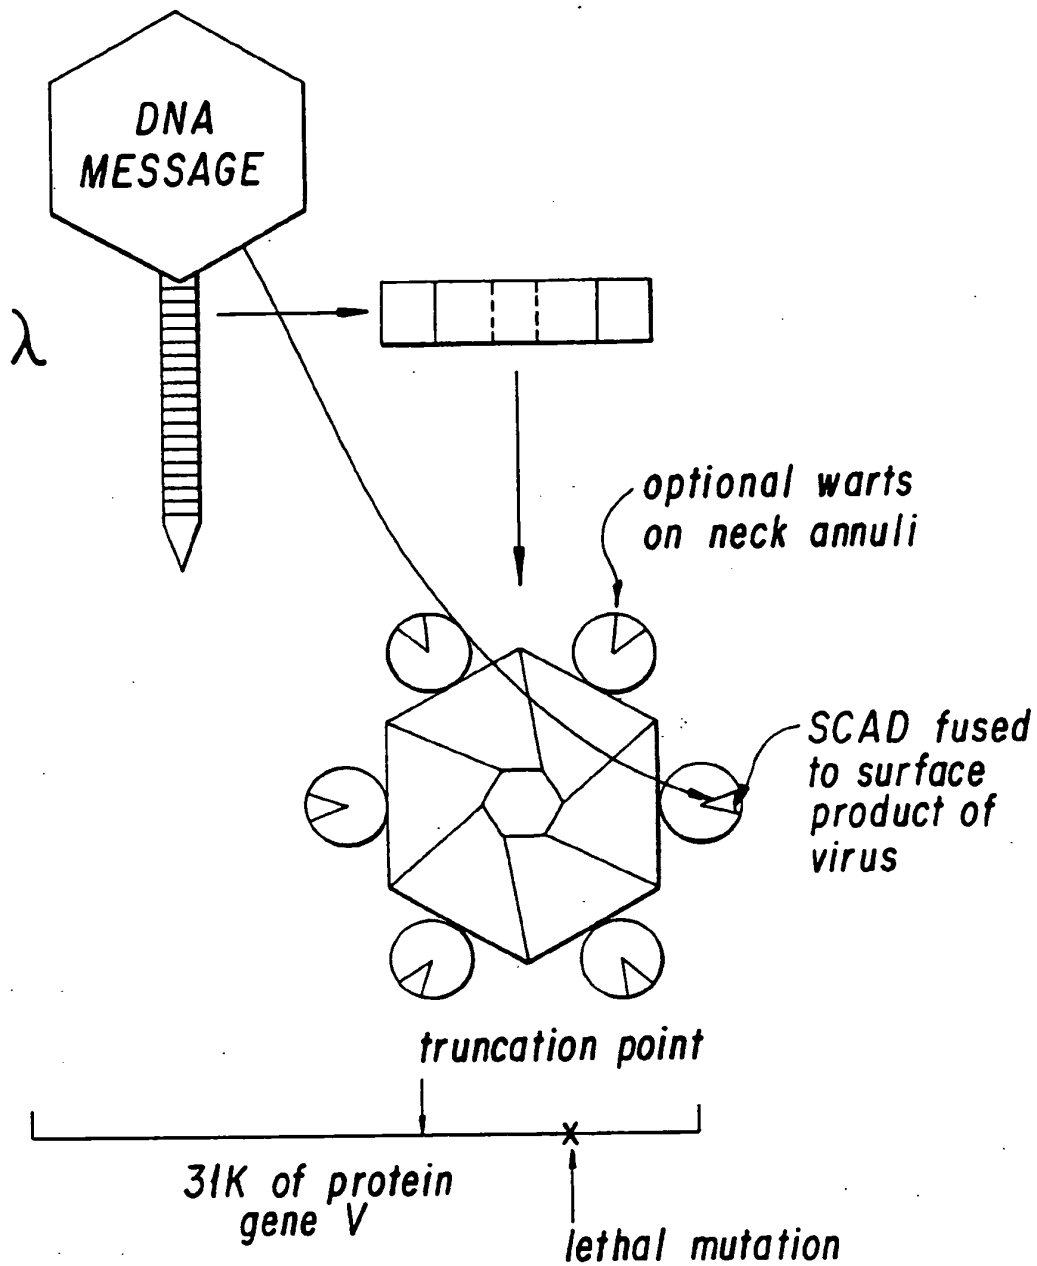 DNA
MESSAGE
λ
optional warts
on neck annuli
SCAD fused
to surface
product of
virus
truncation point
x
31K of protein
gene V
lethal mutation